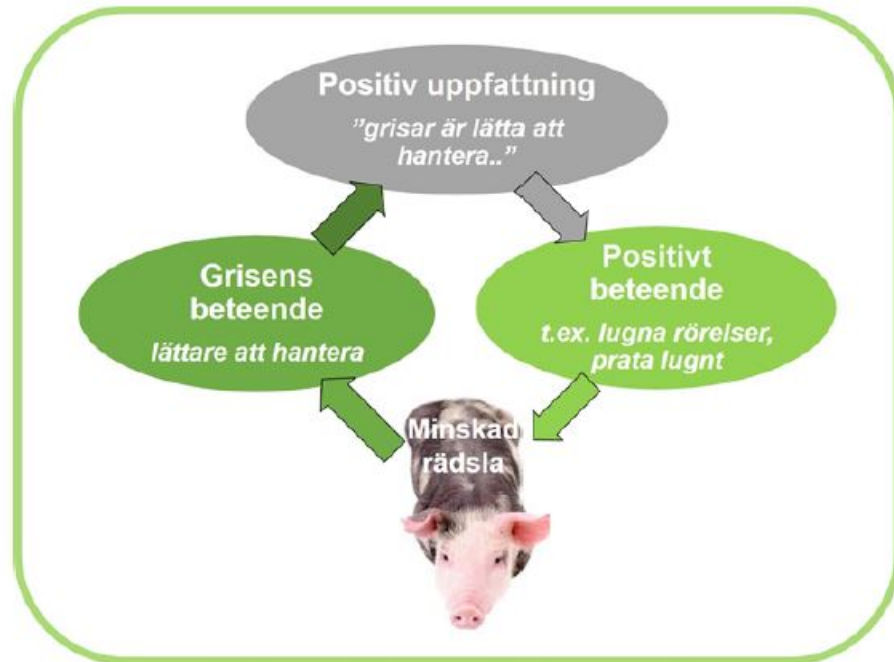 Positiv uppfattning
”grisar är lätta att
hantera..”
Grisens
beteende
lättare att hantera
Positivt
beteende
t.ex. lugna rörelser,
prata lugnt
Minskad
rädsla